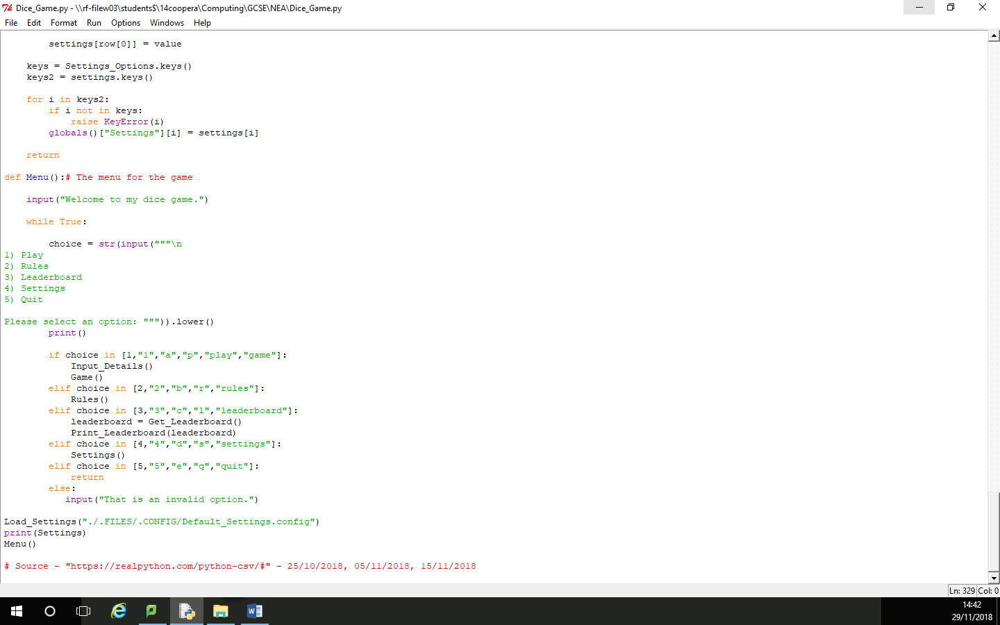 Dice_Game.py - \\rf-filew03\students$\14coopera\Computing\GCSE\NEA\Dice_Game.py
File Edit Format Run Options Windows Help
        settings[row[0]] = value
    keys = Settings_Options.keys()
    keys2 = settings.keys()
    for i in keys2:
        if i not in keys:
            raise KeyError(i)
        globals()["Settings"][i] = settings[i]
    return
def Menu():# The menu for the game
    input("Welcome to my dice game.")
    while True:
        choice = str(input("""\n
1) Play
2) Rules
3) Leaderboard
4) Settings
5) Quit
Please select an option: """)).lower()
        print()
        if choice in [1,"1","a","p","play","game"]:
            Input_Details()
            Game()
        elif choice in [2,"2","b","r","rules"]:
            Rules()
        elif choice in [3,"3","c","l","leaderboard"]:
            leaderboard = Get_Leaderboard()
            Print_Leaderboard(leaderboard)
        elif choice in [4,"4","d","s","settings"]:
            Settings()
        elif choice in [5,"5","e","q","quit"]:
            return
        else:
           input("That is an invalid option.")
Load_Settings("./.FILES/.CONFIG/Default_Settings.config")
print(Settings)
Menu()
# Source - "https://realpython.com/python-csv/#" - 25/10/2018, 05/11/2018, 15/11/2018
Ln: 329 Col: 0
14:42
29/11/2018